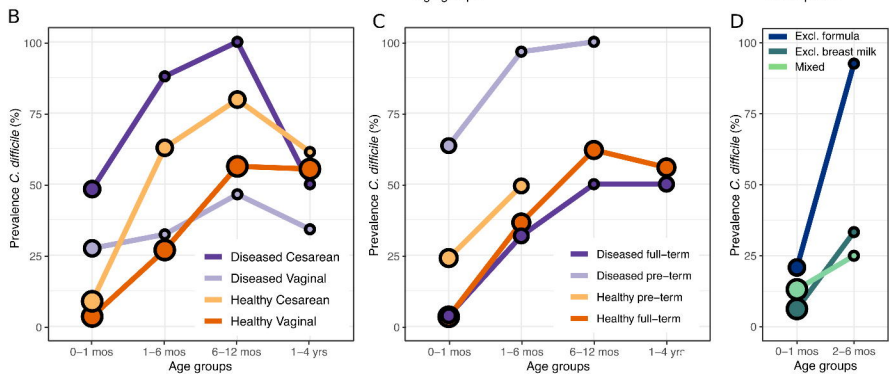 B
Prevalence C. difficile (%)
100
75
50
25
0
Diseased Cesarean
Diseased Vaginal
Healthy Cesarean
Healthy Vaginal
0–1 mos
1–6 mos
6–12 mos
1–4 yrs
Age groups
C
Prevalence C. difficile (%)
100
75
50
25
0
Diseased full–term
Diseased pre–term
Healthy pre–term
Healthy full–term
0–1 mos
1–6 mos
6–12 mos
1–4 yrs
Age groups
D
Prevalence C. difficile (%)
100
75
50
25
0
Excl. formula
Excl. breast milk
Mixed
0–1 mos
2–6 mos
Age groups